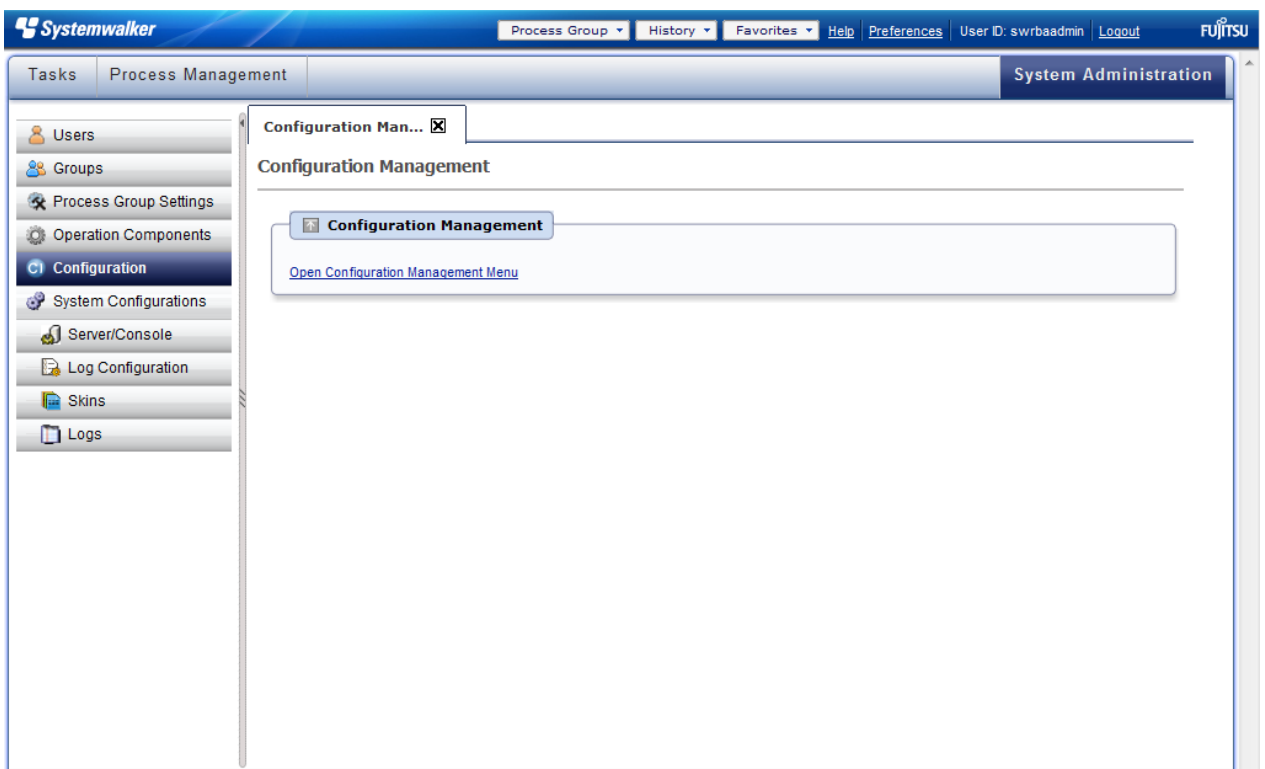 Systemwalker Process Group History Favorites Help Preferences User ID: swrbaadmin Logout FUJITSU
Tasks Process Management System Administration
Configuration Man...
Users
Groups
Process Group Settings
Operation Components
CI Configuration
System Configurations
Server/Console
Log Configuration
Skins
Logs
Configuration Management
Configuration Management
Open Configuration Management Menu